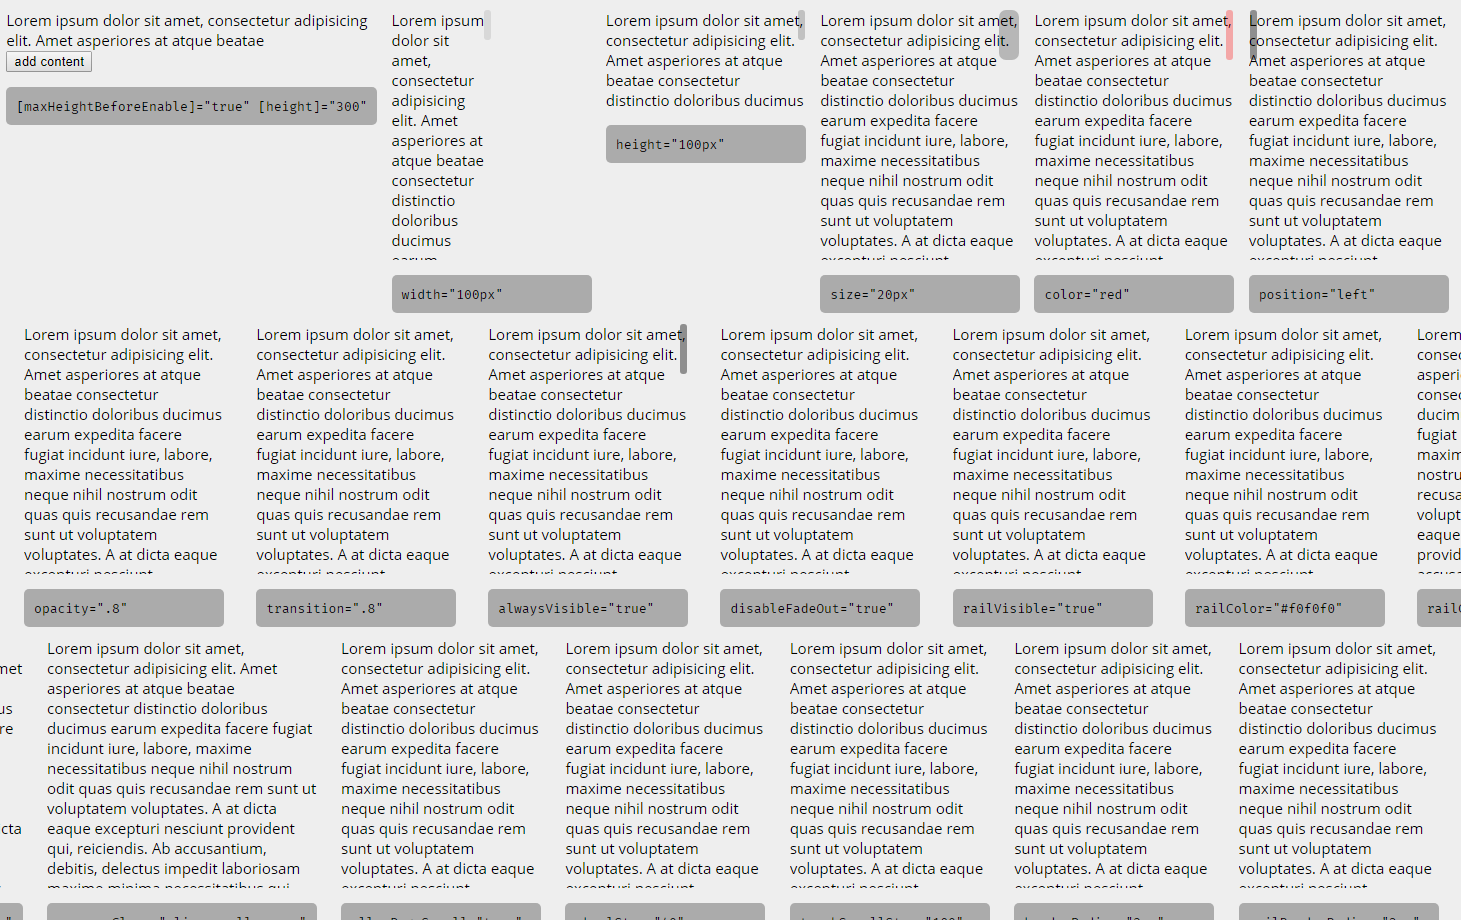 Lorem ipsum dolor sit amet, consectetur adipisicing
elit. Amet asperiores at atque beatae
add content
[maxHeightBeforeEnable]="true" [height]="300"
Lorem ipsum
dolor sit
amet,
consectetur
adipisicing
elit. Amet
asperiores at
atque beatae
consectetur
distinctio
doloribus
ducimus
earum
width="100px"
Lorem ipsum dolor sit amet,
consectetur adipisicing elit.
Amet asperiores at atque
beatae consectetur
distinctio doloribus ducimus
height="100px"
Lorem ipsum dolor sit amet,
consectetur adipisicing elit.
Amet asperiores at atque
beatae consectetur
distinctio doloribus ducimus
earum expedita facere
fugiat incidunt iure, labore,
maxime necessitatibus
neque nihil nostrum odit
quas quis recusandae rem
sunt ut voluptatem
voluptates. A at dicta eaque
excepturi nesciunt
size="20px"
Lorem ipsum dolor sit amet,
consectetur adipisicing elit.
Amet asperiores at atque
beatae consectetur
distinctio doloribus ducimus
earum expedita facere
fugiat incidunt iure, labore,
maxime necessitatibus
neque nihil nostrum odit
quas quis recusandae rem
sunt ut voluptatem
voluptates. A at dicta eaque
excepturi nesciunt
color="red"
Lorem ipsum dolor sit amet,
consectetur adipisicing elit.
Amet asperiores at atque
beatae consectetur
distinctio doloribus ducimus
earum expedita facere
fugiat incidunt iure, labore,
maxime necessitatibus
neque nihil nostrum odit
quas quis recusandae rem
sunt ut voluptatem
voluptates. A at dicta eaque
excepturi nesciunt
position="left"
Lorem ipsum dolor sit amet,
consectetur adipisicing elit.
Amet asperiores at atque
beatae consectetur
distinctio doloribus ducimus
earum expedita facere
fugiat incidunt iure, labore,
maxime necessitatibus
neque nihil nostrum odit
quas quis recusandae rem
sunt ut voluptatem
voluptates. A at dicta eaque
excepturi nesciunt
opacity=".8"
Lorem ipsum dolor sit amet,
consectetur adipisicing elit.
Amet asperiores at atque
beatae consectetur
distinctio doloribus ducimus
earum expedita facere
fugiat incidunt iure, labore,
maxime necessitatibus
neque nihil nostrum odit
quas quis recusandae rem
sunt ut voluptatem
voluptates. A at dicta eaque
excepturi nesciunt
transition=".8"
Lorem ipsum dolor sit amet,
consectetur adipisicing elit.
Amet asperiores at atque
beatae consectetur
distinctio doloribus ducimus
earum expedita facere
fugiat incidunt iure, labore,
maxime necessitatibus
neque nihil nostrum odit
quas quis recusandae rem
sunt ut voluptatem
voluptates. A at dicta eaque
excepturi nesciunt
alwaysVisible="true"
Lorem ipsum dolor sit amet,
consectetur adipisicing elit.
Amet asperiores at atque
beatae consectetur
distinctio doloribus ducimus
earum expedita facere
fugiat incidunt iure, labore,
maxime necessitatibus
neque nihil nostrum odit
quas quis recusandae rem
sunt ut voluptatem
voluptates. A at dicta eaque
excepturi nesciunt
disableFadeOut="true"
Lorem ipsum dolor sit amet,
consectetur adipisicing elit.
Amet asperiores at atque
beatae consectetur
distinctio doloribus ducimus
earum expedita facere
fugiat incidunt iure, labore,
maxime necessitatibus
neque nihil nostrum odit
quas quis recusandae rem
sunt ut voluptatem
voluptates. A at dicta eaque
excepturi nesciunt
railVisible="true"
Lorem ipsum dolor sit amet,
consectetur adipisicing elit.
Amet asperiores at atque
beatae consectetur
distinctio doloribus ducimus
earum expedita facere
fugiat incidunt iure, labore,
maxime necessitatibus
neque nihil nostrum odit
quas quis recusandae rem
sunt ut voluptatem
voluptates. A at dicta eaque
excepturi nesciunt
railColor="#f0f0f0"
Lorem
consec
asperi
conse
ducim
fugiat
maxim
nostru
recusa
volupt
eaque
provid
Lorem ipsum dolor sit amet,
consectetur adipisicing elit. Amet
asperiores at atque beatae
consectetur distinctio doloribus
ducimus earum expedita facere fugiat
incidunt iure, labore, maxime
necessitatibus neque nihil nostrum
odit quas quis recusandae rem sunt ut
voluptatem voluptates. A at dicta
eaque excepturi nesciunt provident
qui, reiciendis. Ab accusantium,
debitis, delectus impedit laboriosam
maxime minima necessitatibus qui
Lorem ipsum dolor sit amet,
consectetur adipisicing elit.
Amet asperiores at atque
beatae consectetur
distinctio doloribus ducimus
earum expedita facere
fugiat incidunt iure, labore,
maxime necessitatibus
neque nihil nostrum odit
quas quis recusandae rem
sunt ut voluptatem
voluptates. A at dicta eaque
excepturi nesciunt
Lorem ipsum dolor sit amet,
consectetur adipisicing elit.
Amet asperiores at atque
beatae consectetur
distinctio doloribus ducimus
earum expedita facere
fugiat incidunt iure, labore,
maxime necessitatibus
neque nihil nostrum odit
quas quis recusandae rem
sunt ut voluptatem
voluptates. A at dicta eaque
excepturi nesciunt
Lorem ipsum dolor sit amet,
consectetur adipisicing elit.
Amet asperiores at atque
beatae consectetur
distinctio doloribus ducimus
earum expedita facere
fugiat incidunt iure, labore,
maxime necessitatibus
neque nihil nostrum odit
quas quis recusandae rem
sunt ut voluptatem
voluptates. A at dicta eaque
excepturi nesciunt
Lorem ipsum dolor sit amet,
consectetur adipisicing elit.
Amet asperiores at atque
beatae consectetur
distinctio doloribus ducimus
earum expedita facere
fugiat incidunt iure, labore,
maxime necessitatibus
neque nihil nostrum odit
quas quis recusandae rem
sunt ut voluptatem
voluptates. A at dicta eaque
excepturi nesciunt
Lorem ipsum dolor sit amet,
consectetur adipisicing elit.
Amet asperiores at atque
beatae consectetur
distinctio doloribus ducimus
earum expedita facere
fugiat incidunt iure, labore,
maxime necessitatibus
neque nihil nostrum odit
quas quis recusandae rem
sunt ut voluptatem
voluptates. A at dicta eaque
excepturi nesciunt